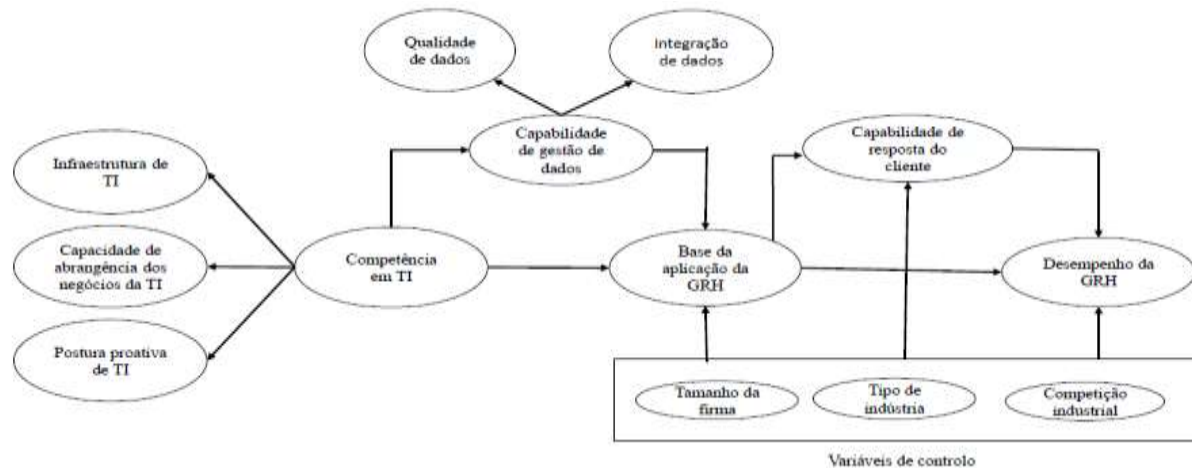 Qualidade
de dados
Integração
de dados
Capabilidade
de gestão de
dados
Capabilidade de
resposta do
cliente
Infraestrutura de
TI
Capacidade de
abrangência dos
negócios da TI
Competência
em TI
Base da
aplicação da
GRH
Desempenho da
GRH
Postura proativa
de TI
Tamanho da
firma
Tipo de
indústria
Competição
industrial
Variáveis de controlo